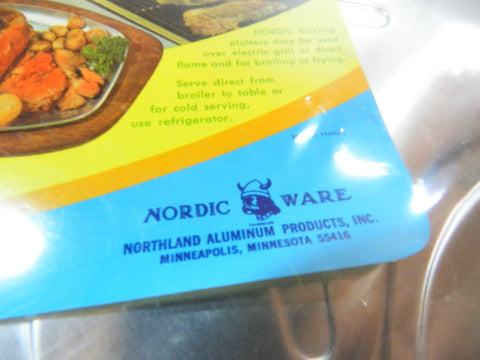 NORDIC Sizzling
platters may be used
over electric grill or direct
flame and for broiling or frying.
Serve direct from
broiler to table or
for cold serving,
use refrigerator.
NORDIC WARE
NORTHLAND ALUMINUM PRODUCTS, INC.
MINNEAPOLIS, MINNESOTA 55416